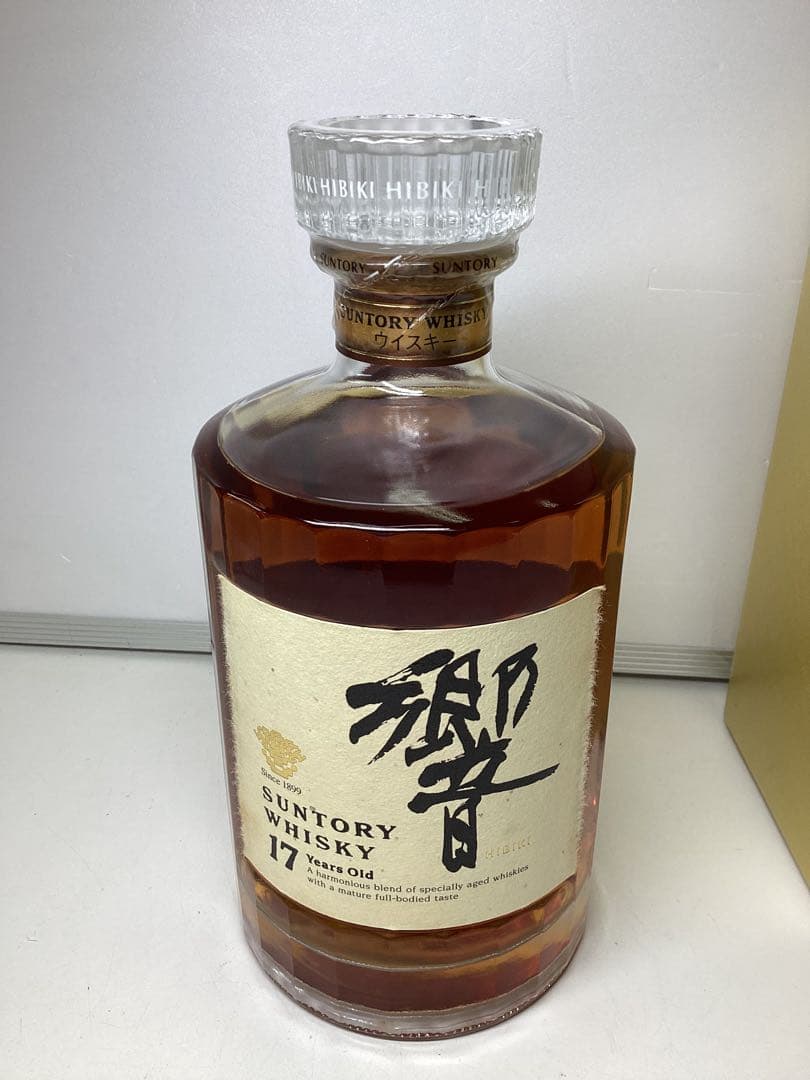 HIBIKI HIBIKI H
SUNTORY SUNTORY
SUNTORY WHISKY
ウイスキー
響
Since 1899
SUNTORY®
WHISKY
17 Years Old
HIBIKI
A harmonious blend of specially aged whiskies
with a mature full-bodied taste